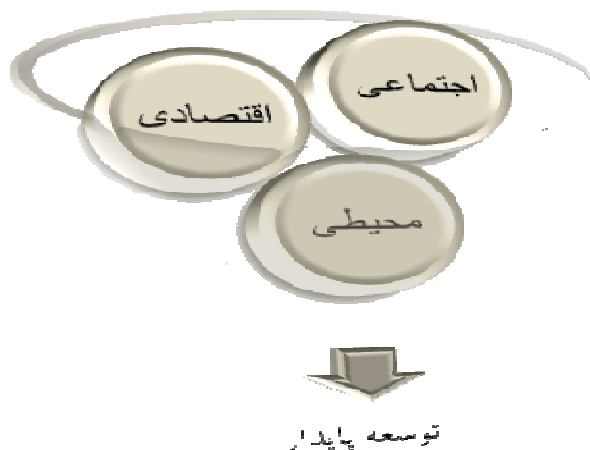 اجتماعی
اقتصادی
محیطی
توسعه پایدار